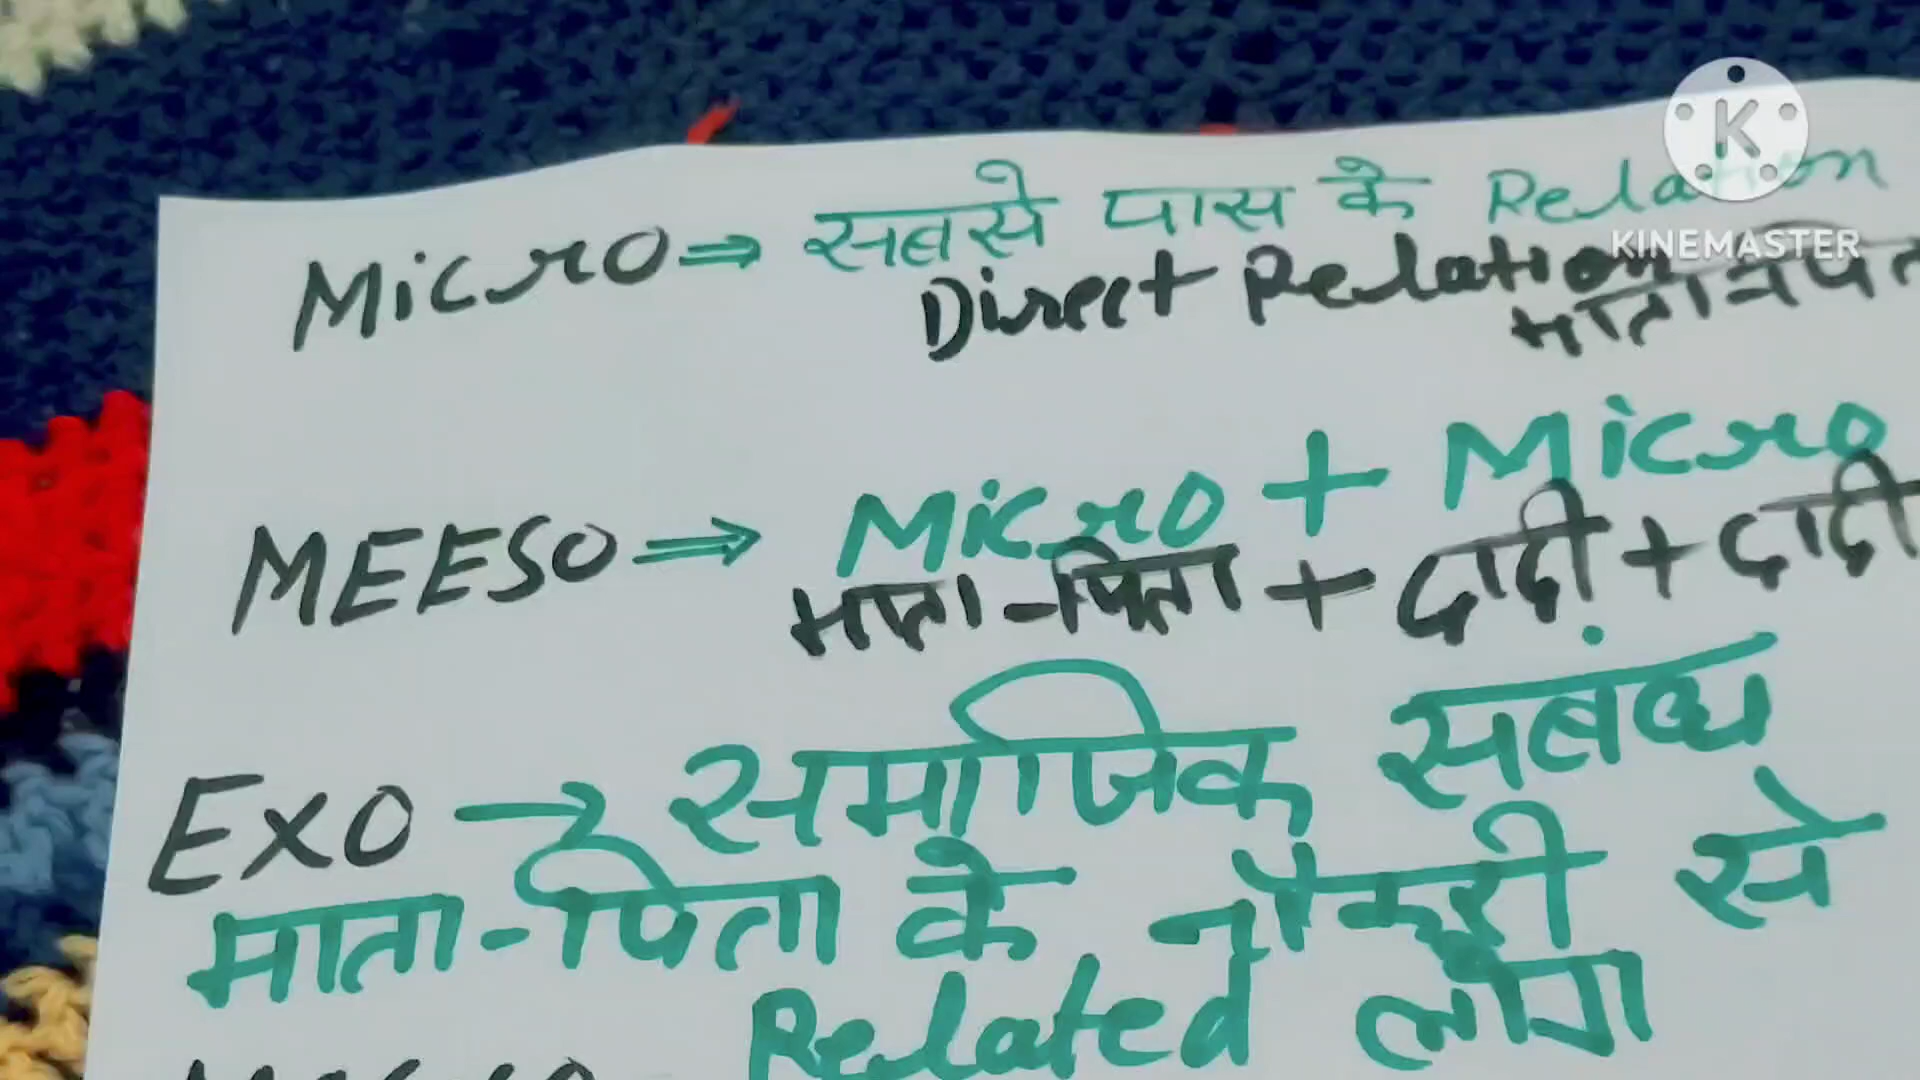 KINEMASTER
Micro ⇒ सबसे पास के Relation
Direct Relation
MEESO ⇒ Micro + Micro
माता-पिता + दादी + दादी
Exo → समाजिक सबंध
माता-पिता के नौकरी से
Related लोग